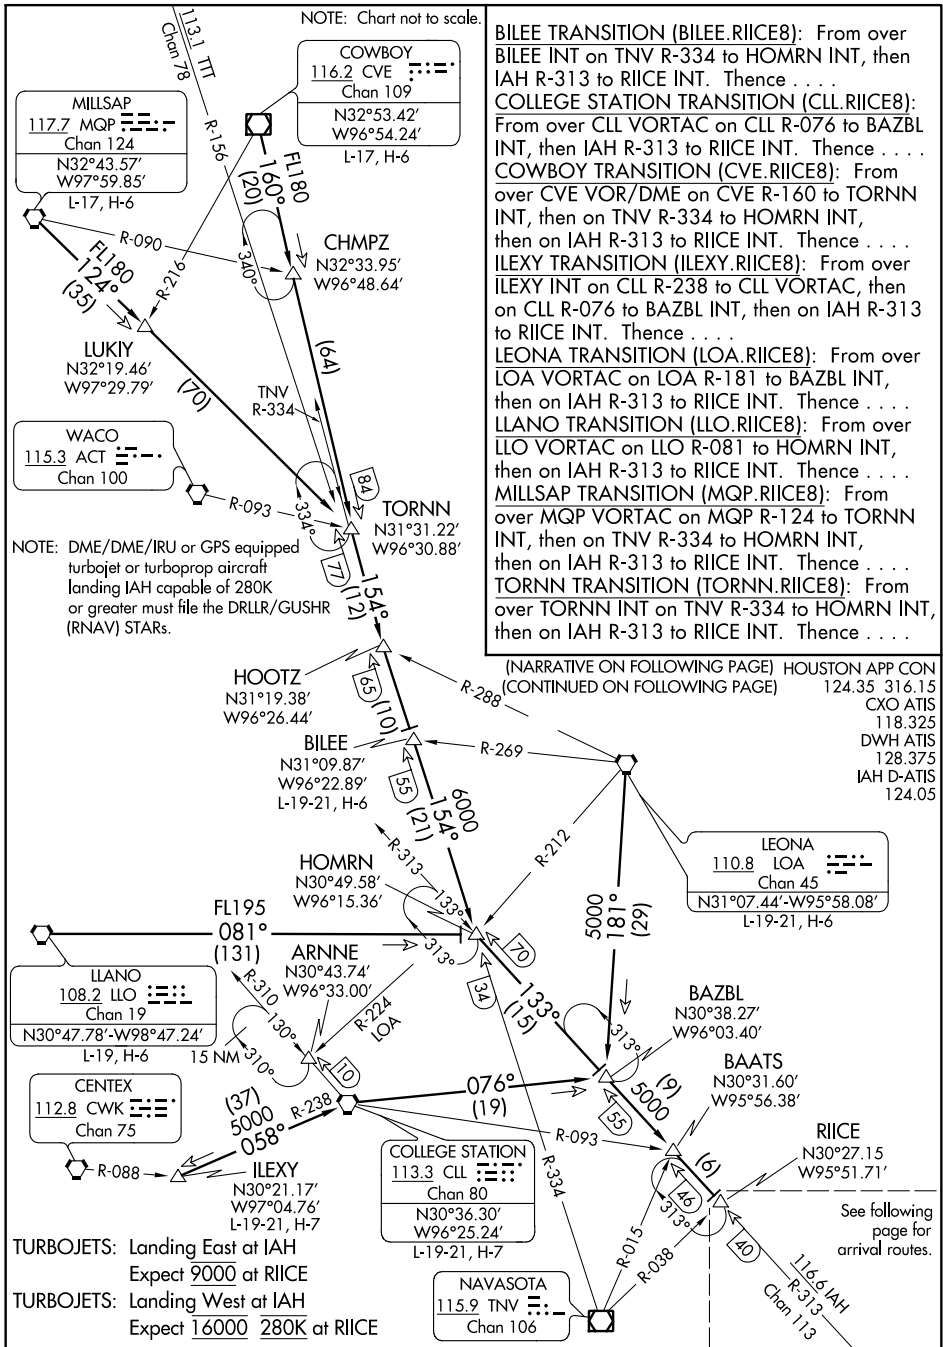 NOTE: Chart not to scale.
113.1 TTT
Chan 78
R-156
COWBOY
116.2 CVE
Chan 109
N32°53.42'
W96°54.24'
L-17, H-6
MILLSAP
117.7 MQP
Chan 124
N32°43.57'
W97°59.85'
L-17, H-6
FL180
160°
(20)
R-090
R-216
340°
CHMPZ
N32°33.95'
W96°48.64'
FL180
124°
(35)
LUKIY
N32°19.46'
W97°29.79'
(70)
(64)
TNV
R-334
WACO
115.3 ACT
Chan 100
R-093
334°
84
TORNN
N31°31.22'
W96°30.88'
NOTE: DME/DME/IRU or GPS equipped
turbojet or turboprop aircraft
landing IAH capable of 280K
or greater must file the DRLLR/GUSHR
(RNAV) STARs.
77
154°
(12)
BILEE TRANSITION (BILEE.RIICE8): From over
BILEE INT on TNV R-334 to HOMRN INT, then
IAH R-313 to RIICE INT. Thence . . . .
COLLEGE STATION TRANSITION (CLL.RIICE8):
From over CLL VORTAC on CLL R-076 to BAZBL
INT, then IAH R-313 to RIICE INT. Thence . . . .
COWBOY TRANSITION (CVE.RIICE8): From
over CVE VOR/DME on CVE R-160 to TORNN
INT, then on TNV R-334 to HOMRN INT,
then on IAH R-313 to RIICE INT. Thence . . . .
ILEXY TRANSITION (ILEXY.RIICE8): From over
ILEXY INT on CLL R-238 to CLL VORTAC, then
on CLL R-076 to BAZBL INT, then on IAH R-313
to RIICE INT. Thence . . . .
LEONA TRANSITION (LOA.RIICE8): From over
LOA VORTAC on LOA R-181 to BAZBL INT,
then on IAH R-313 to RIICE INT. Thence . . . .
LLANO TRANSITION (LLO.RIICE8): From over
LLO VORTAC on LLO R-081 to HOMRN INT,
then on IAH R-313 to RIICE INT. Thence . . . .
MILLSAP TRANSITION (MQP.RIICE8): From
over MQP VORTAC on MQP R-124 to TORNN
INT, then on TNV R-334 to HOMRN INT,
then on IAH R-313 to RIICE INT. Thence . . . .
TORNN TRANSITION (TORNN.RIICE8): From
over TORNN INT on TNV R-334 to HOMRN INT,
then on IAH R-313 to RIICE INT. Thence . . . .
(NARRATIVE ON FOLLOWING PAGE)
(CONTINUED ON FOLLOWING PAGE)
HOUSTON APP CON
124.35 316.15
CXO ATIS
118.325
DWH ATIS
128.375
IAH D-ATIS
124.05
HOOTZ
N31°19.38'
W96°26.44'
65
(10)
R-288
BILEE
N31°09.87'
W96°22.89'
L-19-21, H-6
R-269
55
6000
154°
(21)
R-212
LEONA
110.8 LOA
Chan 45
N31°07.44'-W95°58.08'
L-19-21, H-6
5000
181°
(29)
HOMRN
N30°49.58'
W96°15.36'
R-313
133°
313°
70
34
FL195
081°
(131)
LLANO
108.2 LLO
Chan 19
N30°47.78'-W98°47.24'
L-19, H-6
ARNNE
N30°43.74'
W96°33.00'
R-310
130°
310°
15 NM
R-224
LOA
10
133°
(15)
313°
BAZBL
N30°38.27'
W96°03.40'
(9)
5000
55
BAATS
N30°31.60'
W95°56.38'
CENTEX
112.8 CWK
Chan 75
R-088
(37)
5000
058°
R-238
076°
(19)
R-093
ILEXY
N30°21.17'
W97°04.76'
L-19-21, H-7
COLLEGE STATION
113.3 CLL
Chan 80
N30°36.30'
W96°25.24'
L-19-21, H-7
R-334
(6)
46
313°
RIICE
N30°27.15
W95°51.71'
See following
page for
arrival routes.
R-015
R-038
40
116.6 IAH
R-313
Chan 113
NAVASOTA
115.9 TNV
Chan 106
TURBOJETS: Landing East at IAH
Expect 9000 at RIICE
TURBOJETS: Landing West at IAH
Expect 16000 280K at RIICE